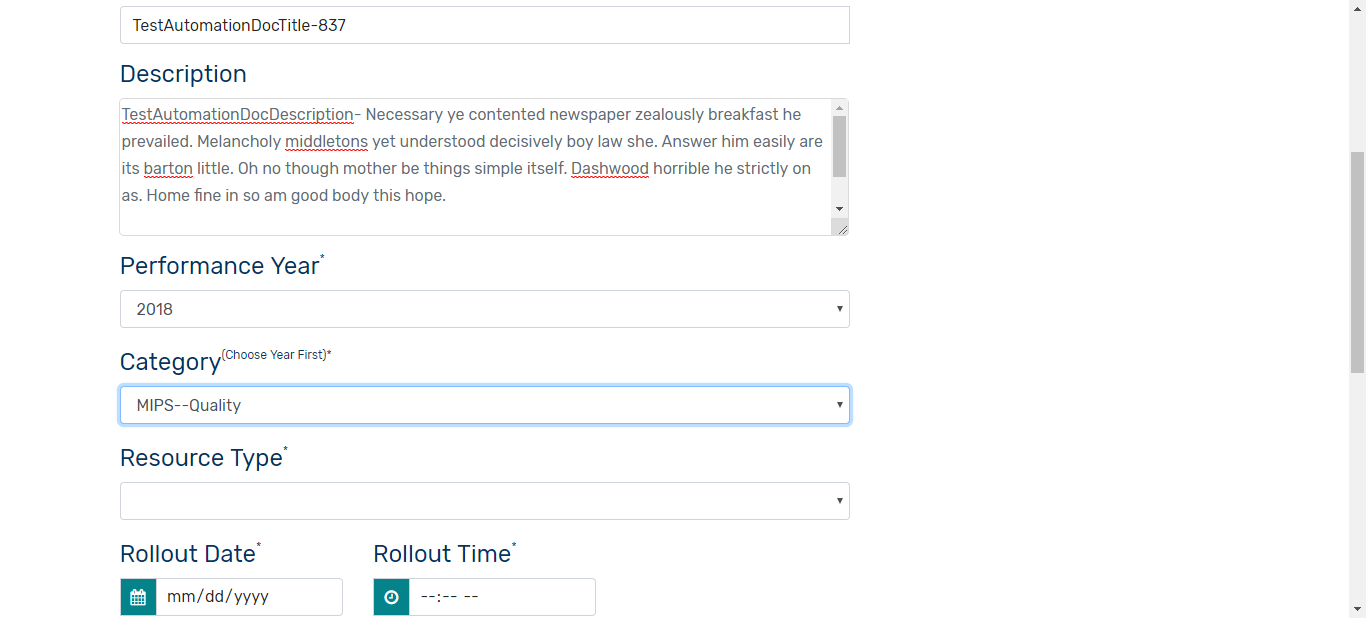 TestAutomationDocTitle-837
Description
TestAutomationDocDescription- Necessary ye contented newspaper zealously breakfast he
prevailed. Melancholy middletons yet understood decisively boy law she. Answer him easily are
its barton little. Oh no though mother be things simple itself. Dashwood horrible he strictly on
as. Home fine in so am good body this hope.
Performance Year*
2018
Category(Choose Year First)*
MIPS--Quality
Resource Type*
Rollout Date* Rollout Time*
mm/dd/yyyy --:-- --